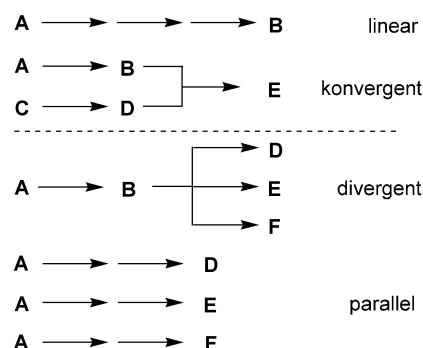 A B linear
A B
E konvergent
C D
D
A B E divergent
F
A D
A E parallel
A F